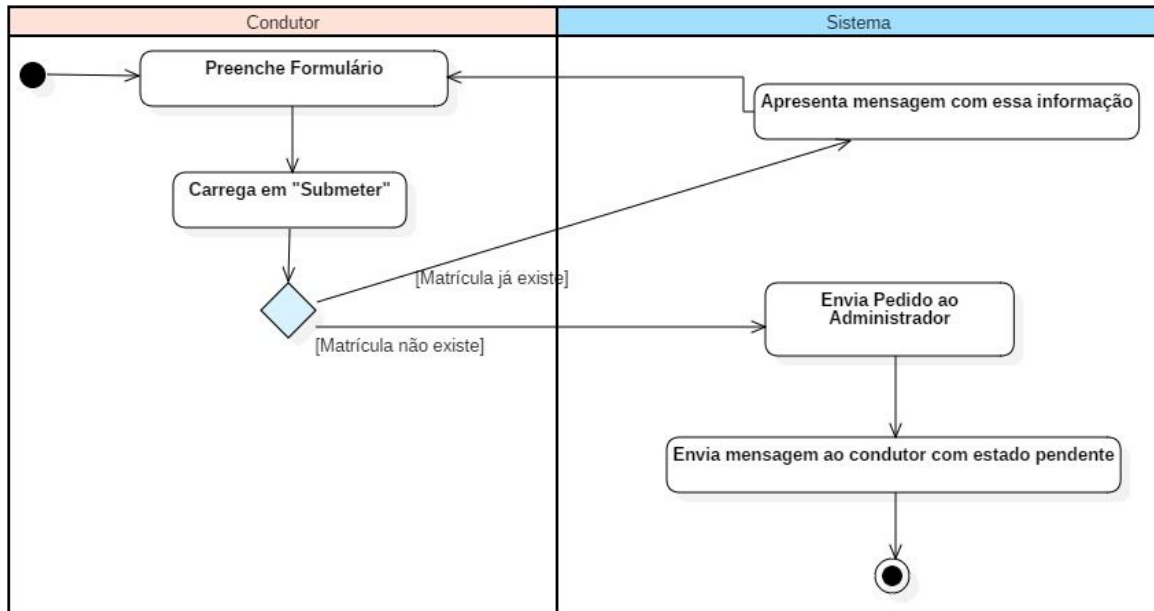 Condutor
Sistema
Preenche Formulário
Apresenta mensagem com essa informação
Carrega em "Submeter"
[Matrícula já existe]
Envia Pedido ao
Administrador
[Matrícula não existe]
Envia mensagem ao condutor com estado pendente